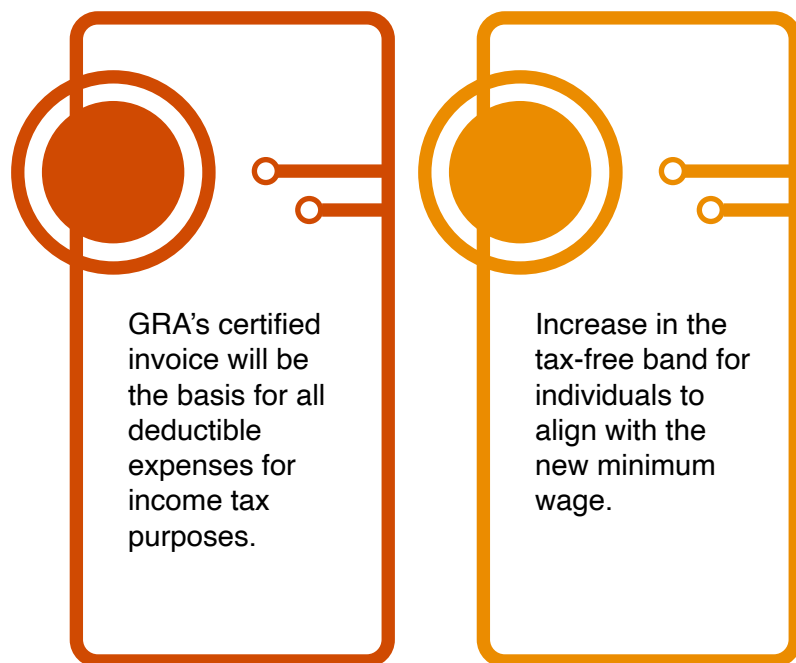 GRA’s certified
invoice will be
the basis for all
deductible
expenses for
income tax
purposes.
Increase in the
tax-free band for
individuals to
align with the
new minimum
wage.